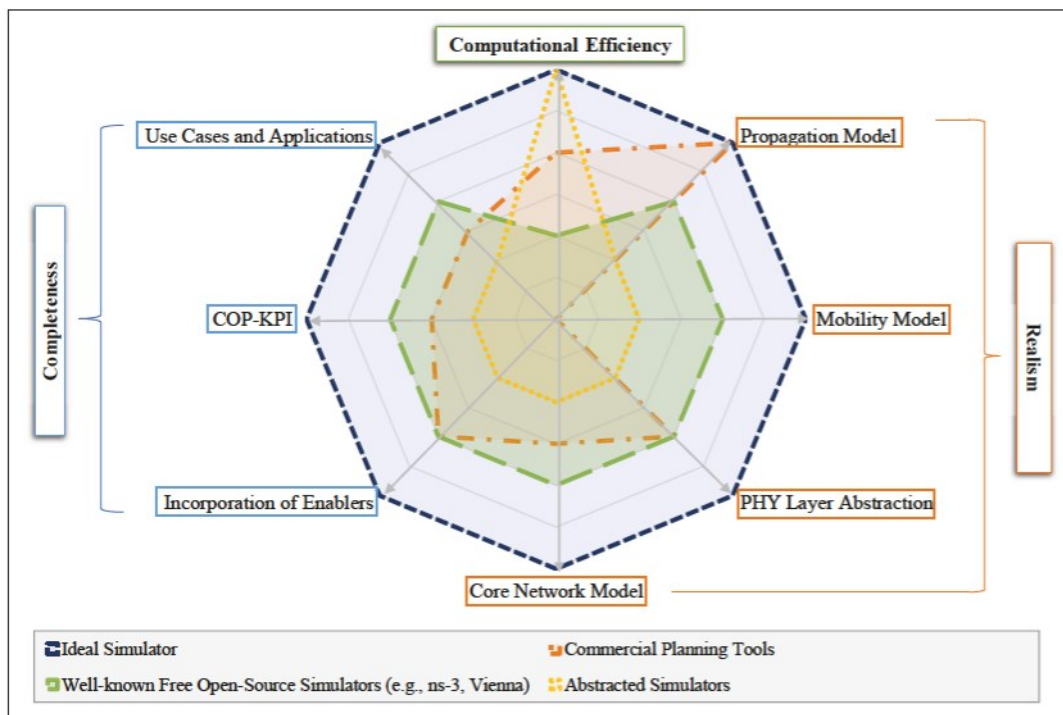 Computational Efficiency
Use Cases and Applications
Propagation Model
Completeness
COP-KPI
Mobility Model
Realism
Incorporation of Enablers
PHY Layer Abstraction
Core Network Model
Ideal Simulator
Commercial Planning Tools
Well-known Free Open-Source Simulators (e.g., ns-3, Vienna)
Abstracted Simulators